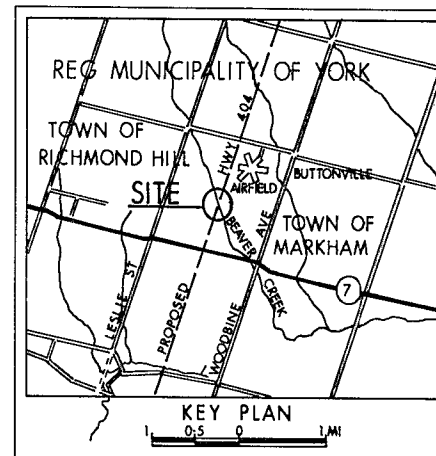 REG MUNICIPALITY OF YORK
TOWN OF
RICHMOND HILL
HWY 404
AIRFIELD
BUTTONVILLE
SITE
TOWN OF
MARKHAM
BEAVER
CREEK
7
LESLIE ST
PROPOSED
WOODBINE
AVE
KEY PLAN
1 0·5 0 1 MI